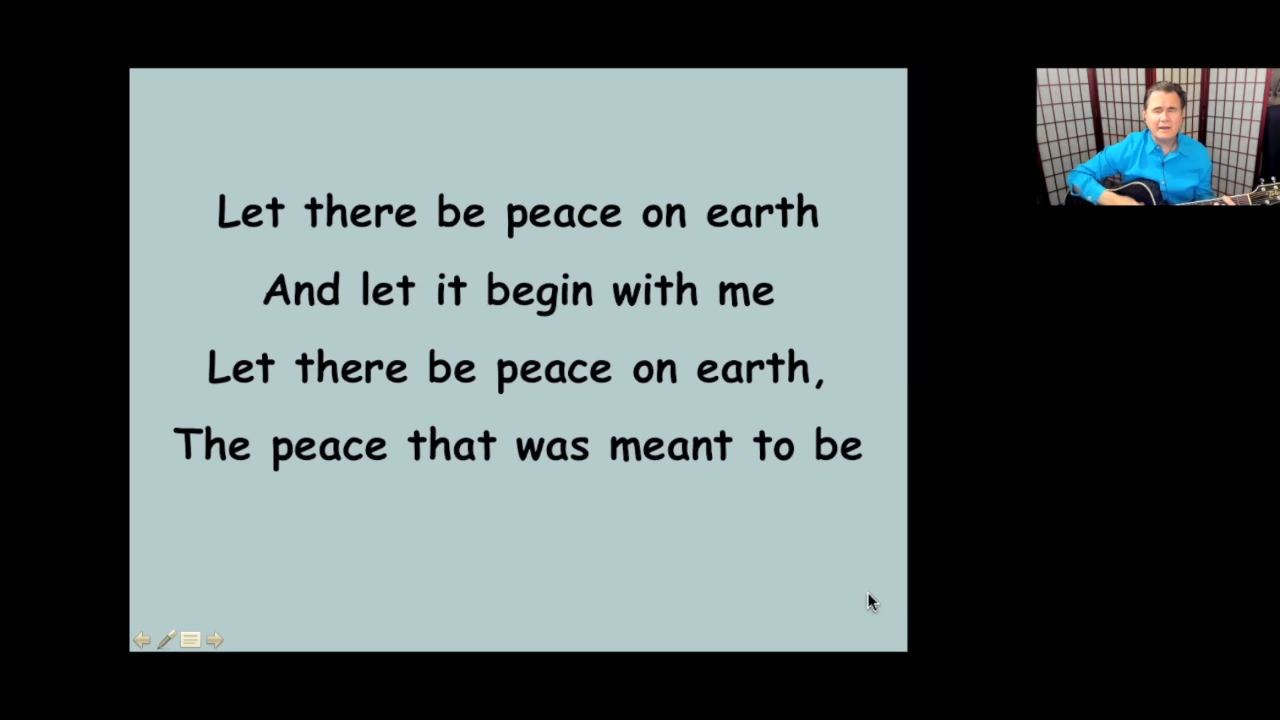 Let there be peace on earth
And let it begin with me
Let there be peace on earth,
The peace that was meant to be